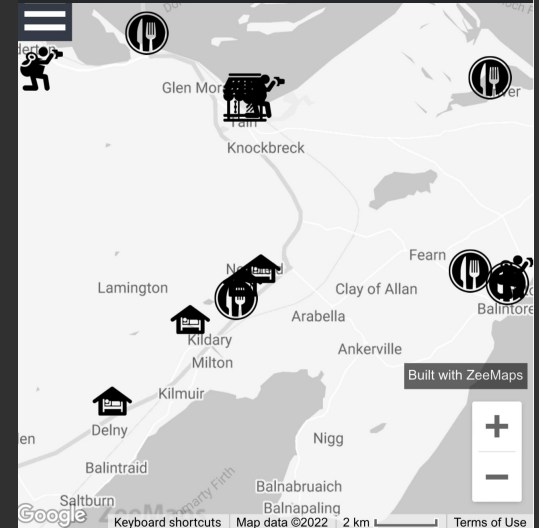 Glen Mor
Tain
Knockbreck
Fearn
Lamington
Clay of Allan
Balintore
Arabella
Kildary
Ankerville
Milton
Built with ZeeMaps
Kilmuir
Delny
Nigg
Balintraid
Balnabruaich
Saltburn
Balnapaling
Google
ZeeMaps
Keyboard shortcuts
Map data ©2022
2 km
Terms of Use